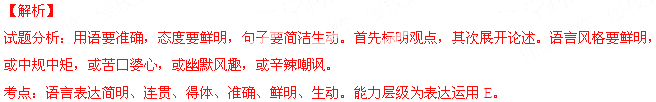 【解析】
试题分析：用语要准确，态度要鲜明，句子要简洁生动。首先标明观点，其次展开论述。语言风格要鲜明，
或中规中矩，或苦口婆心，或幽默风趣，或辛辣嘲讽。
考点：语言表达简明、连贯、得体、准确、鲜明、生动。能力层级为表达运用 E。